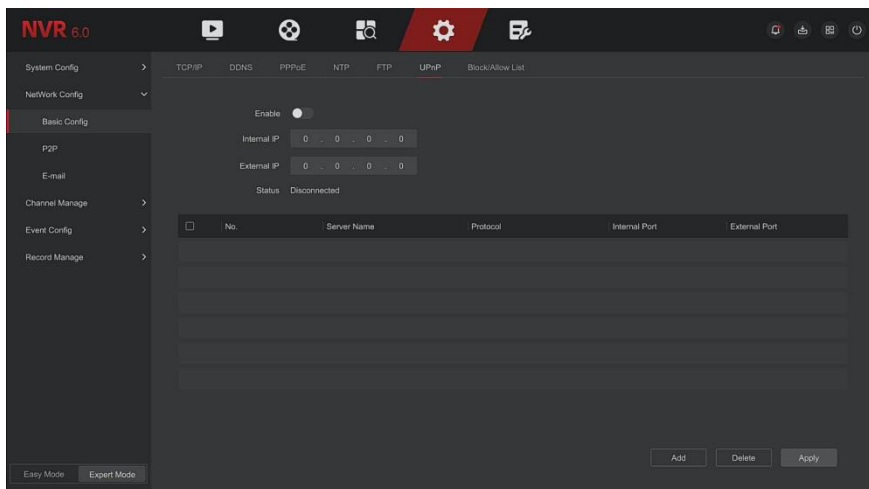 NVR 6.0
System Config
NetWork Config
Basic Config
P2P
E-mail
Channel Manage
Event Config
Record Manage
Easy Mode Expert Mode
TCP/IP DDNS PPPoE NTP FTP UPnP Block/Allow List
Enable
Internal IP 0 . 0 . 0 . 0
External IP 0 . 0 . 0 . 0
Status Disconnected
No. Server Name Protocol Internal Port External Port
Add Delete Apply